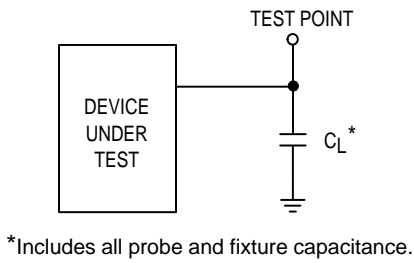 TEST POINT
DEVICE
UNDER
TEST
CL*
*Includes all probe and fixture capacitance.